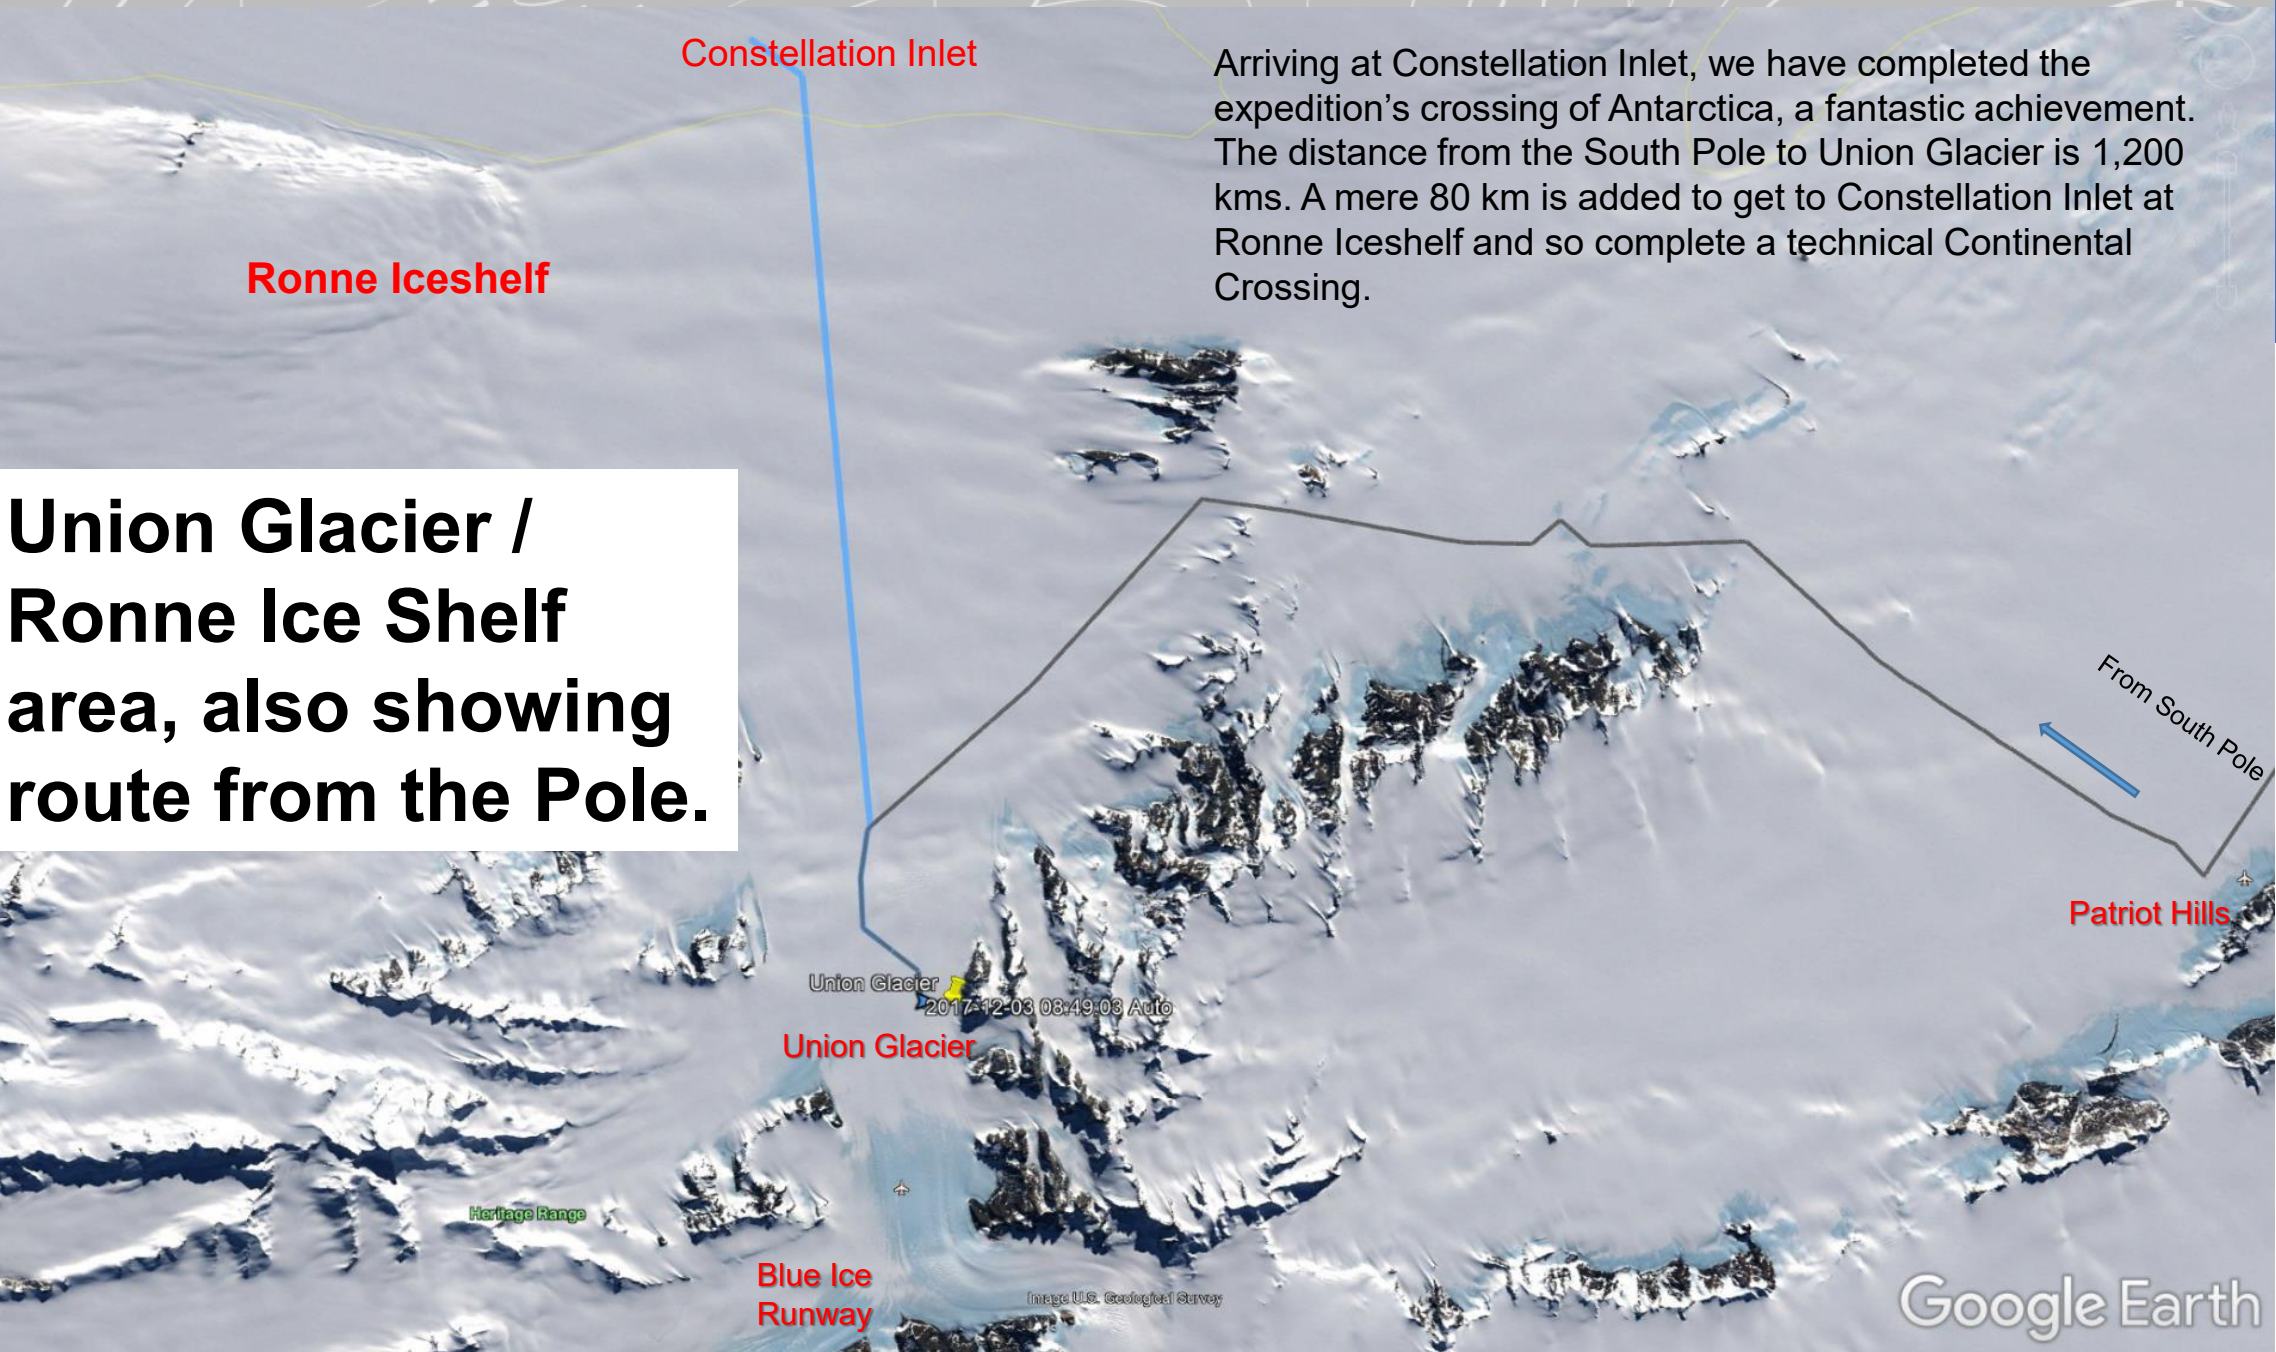 Constellation Inlet
Arriving at Constellation Inlet, we have completed the
expedition’s crossing of Antarctica, a fantastic achievement.
The distance from the South Pole to Union Glacier is 1,200
kms. A mere 80 km is added to get to Constellation Inlet at
Ronne Iceshelf and so complete a technical Continental
Crossing.
Ronne Iceshelf
Union Glacier /
Ronne Ice Shelf
area, also showing
route from the Pole.
From South Pole
Patriot Hills
Union Glacier
2017-12-03 08:49:03 Auto
Union Glacier
Heritage Range
Blue Ice
Runway
Image U.S. Geological Survey
Google Earth